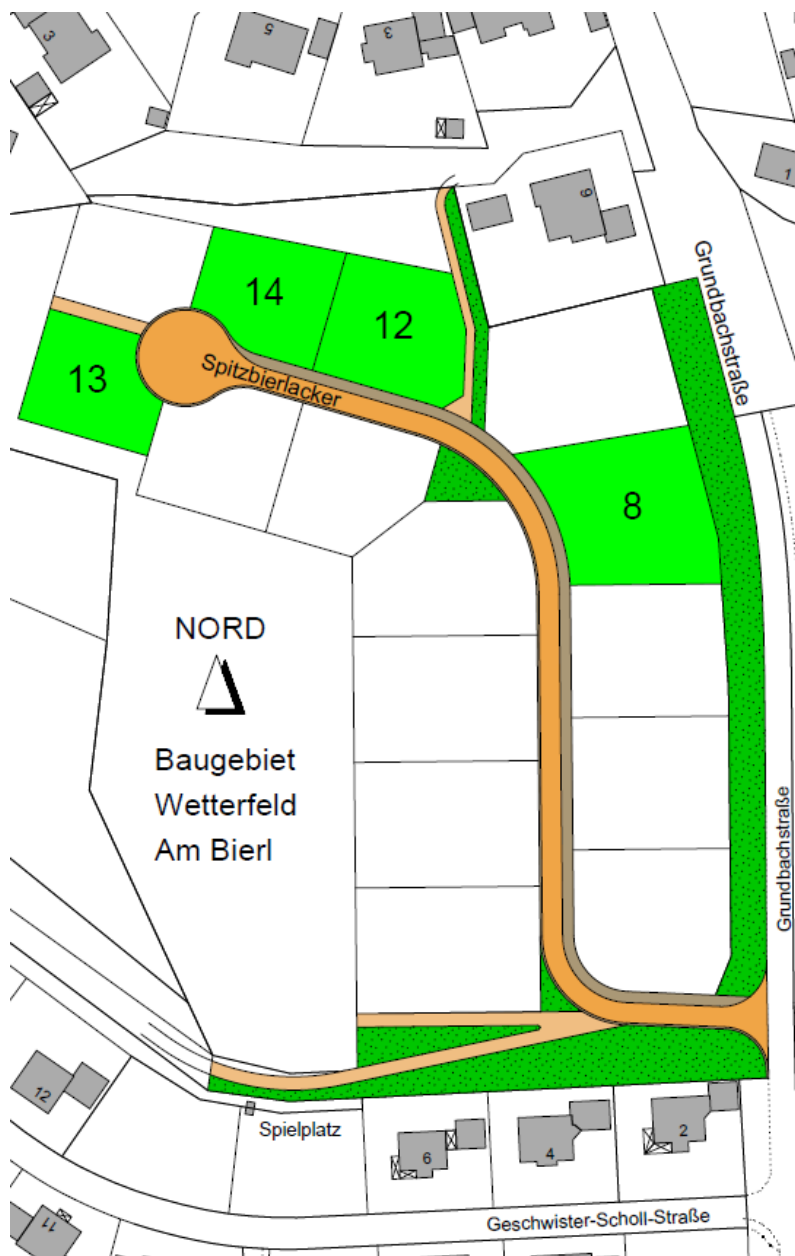 3
5
3
1
9
Grundbachstraße
14
12
13
Spitzbierlacker
8
NORD
Baugebiet
Wetterfeld
Am Bierl
Grundbachstraße
12
Spielplatz
6
4
2
11
Geschwister-Scholl-Straße